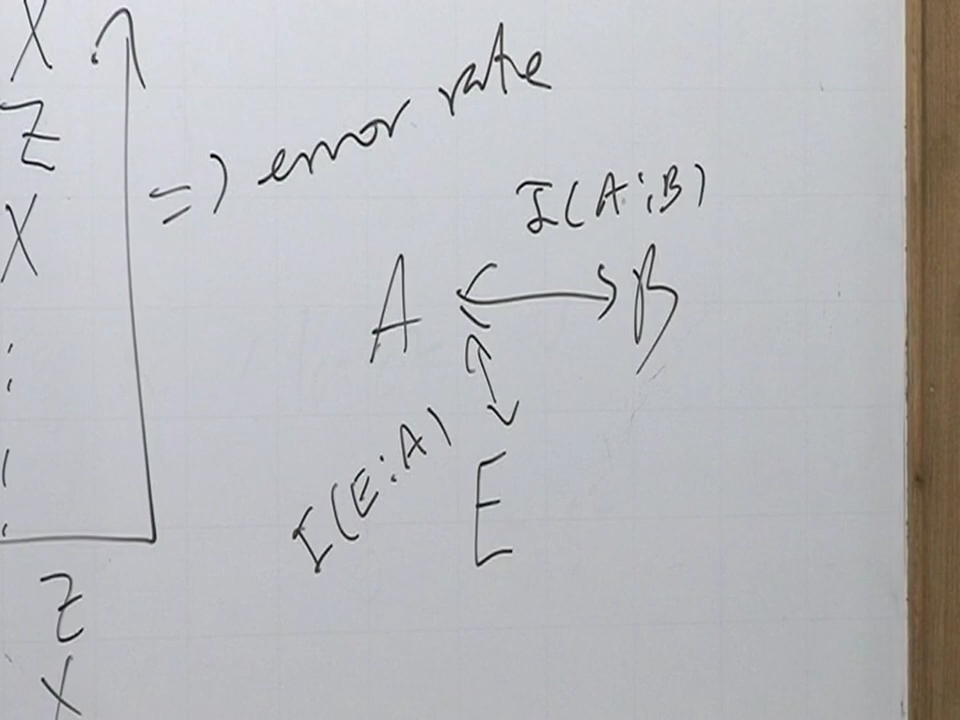 X
Z
X
:
⇒ error rate
I(A;B)
A ↔ B
I(E:A)
E
Z
X